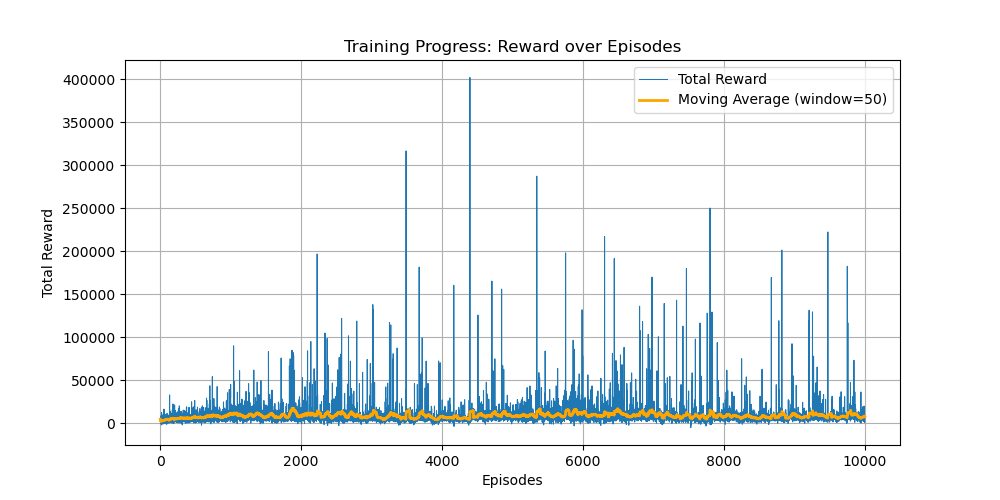 Training Progress: Reward over Episodes
Total Reward
Moving Average (window=50)
400000
350000
300000
250000
200000
150000
100000
50000
0
Total Reward
0 2000 4000 6000 8000 10000
Episodes